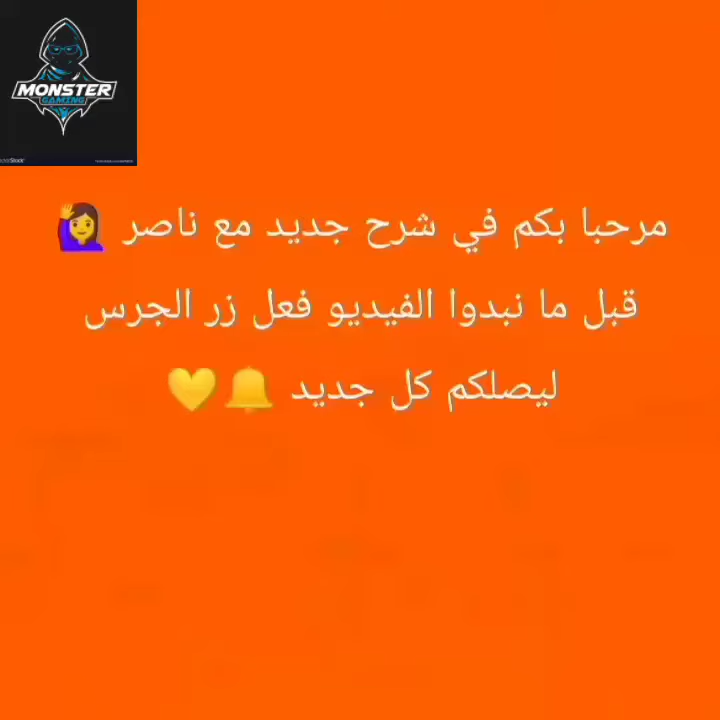 MONSTER
GAMING
مرحبا بكم في شرح جديد مع ناصر 🙋‍♀️
قبل ما نبدوا الفيديو فعل زر الجرس
ليصلكم كل جديد 🔔💛